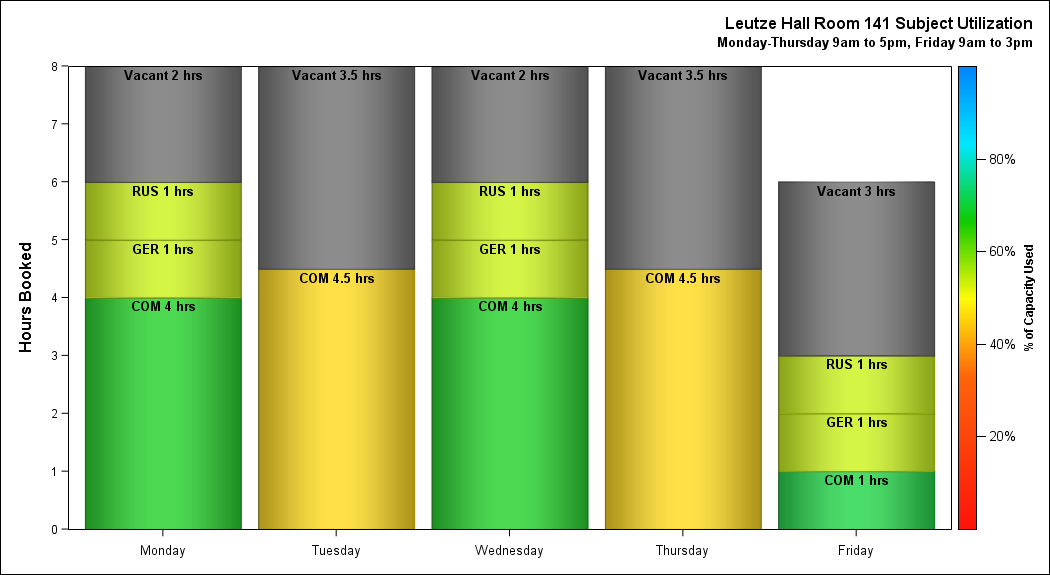 Leutze Hall Room 141 Subject Utilization
Monday-Thursday 9am to 5pm, Friday 9am to 3pm
Hours Booked
8
7
6
5
4
3
2
1
0
Vacant 2 hrs
RUS 1 hrs
GER 1 hrs
COM 4 hrs
Vacant 3.5 hrs
COM 4.5 hrs
Vacant 2 hrs
RUS 1 hrs
GER 1 hrs
COM 4 hrs
Vacant 3.5 hrs
COM 4.5 hrs
Vacant 3 hrs
RUS 1 hrs
GER 1 hrs
COM 1 hrs
Monday
Tuesday
Wednesday
Thursday
Friday
80%
60%
40%
20%
% of Capacity Used